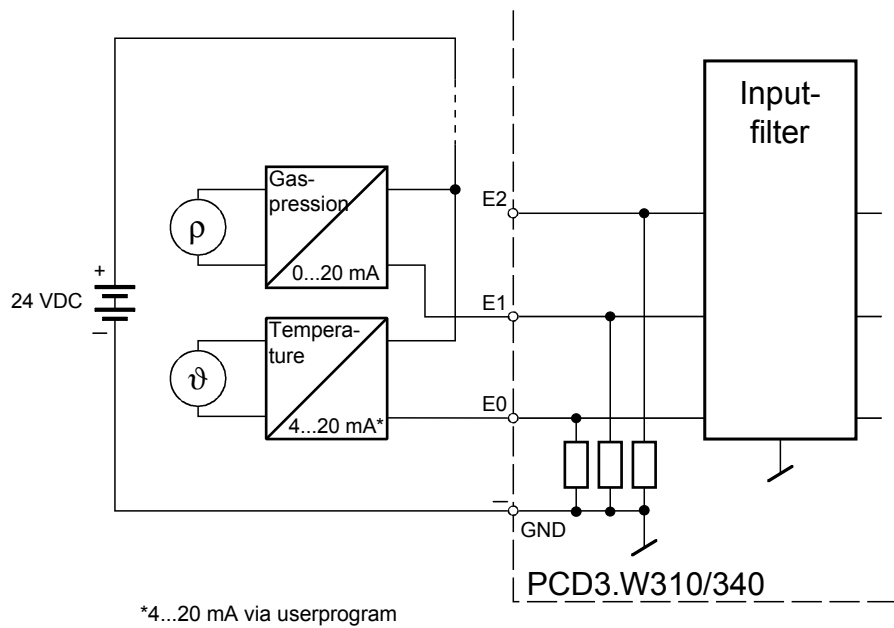 Input-
filter
Gas-
pression
E2
ρ
0...20 mA
+
24 VDC
–
E1
Tempera-
ture
ϑ
4...20 mA*
E0
–
GND
PCD3.W310/340
*4...20 mA via userprogram